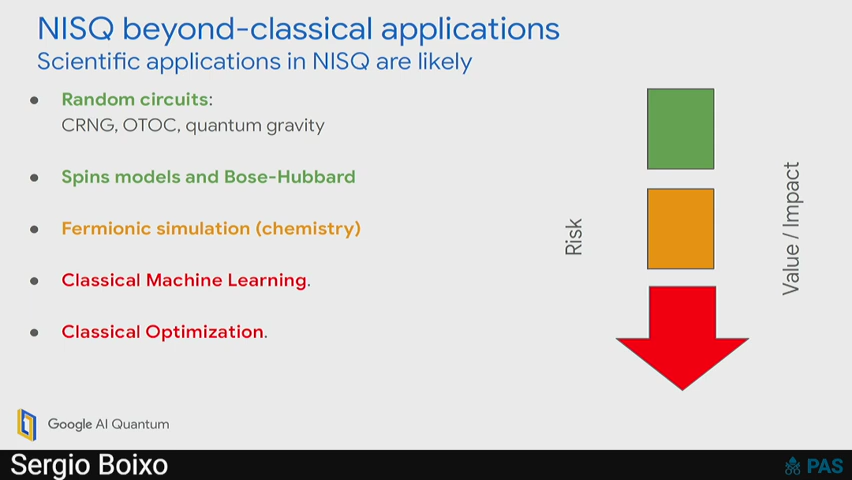 NISQ beyond-classical applications
Scientific applications in NISQ are likely
● Random circuits:
CRNG, OTOC, quantum gravity
● Spins models and Bose-Hubbard
● Fermionic simulation (chemistry)
● Classical Machine Learning.
● Classical Optimization.
Risk
Value / Impact
Google AI Quantum
Sergio Boixo
PAS